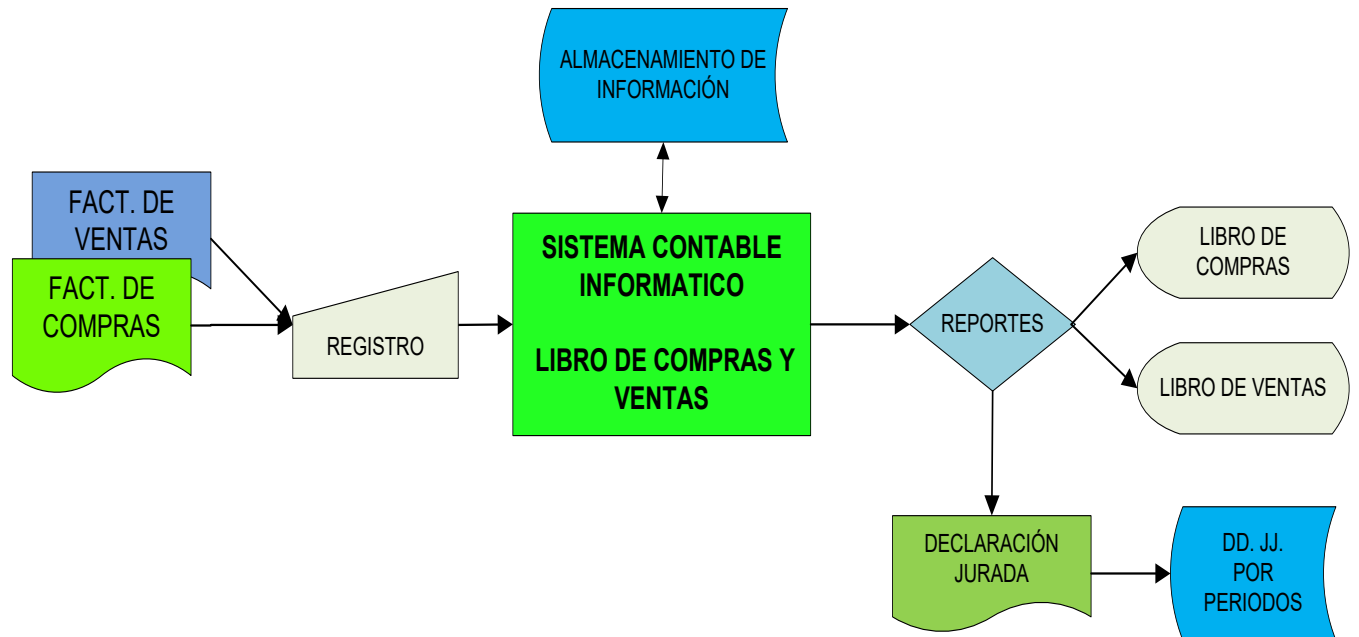 ALMACENAMIENTO DE
INFORMACIÓN
FACT. DE
VENTAS
FACT. DE
COMPRAS
REGISTRO
SISTEMA CONTABLE
INFORMATICO
LIBRO DE COMPRAS Y
VENTAS
REPORTES
LIBRO DE
COMPRAS
LIBRO DE VENTAS
DECLARACIÓN
JURADA
DD. JJ.
POR
PERIODOS